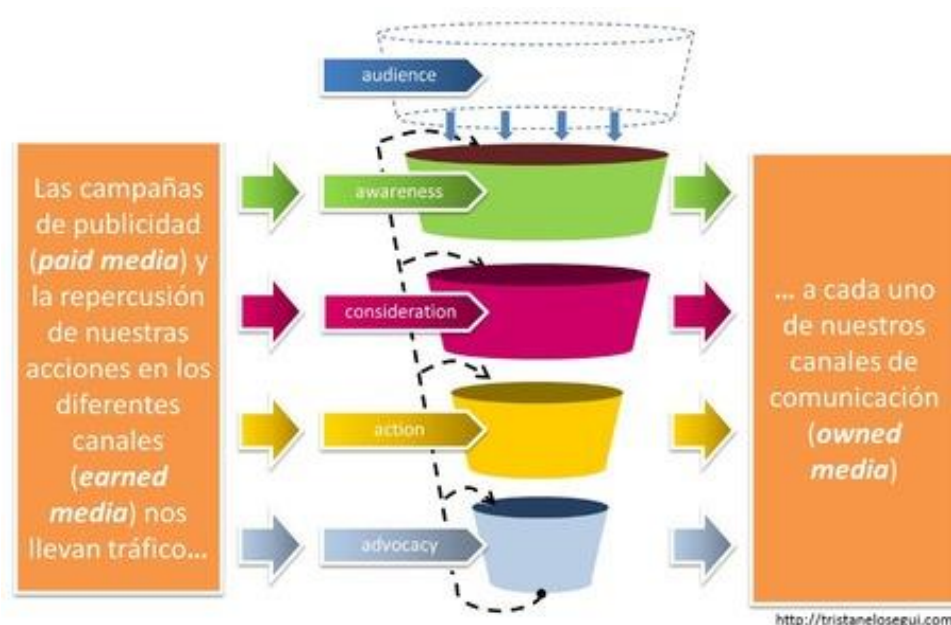 audience
Las campañas
de publicidad
(paid media) y
la repercusión
de nuestras
acciones en los
diferentes
canales
(earned
media) nos
llevan tráfico...
awareness
consideration
action
advocacy
... a cada uno
de nuestros
canales de
comunicación
(owned
media)
http://tristanelosegui.com